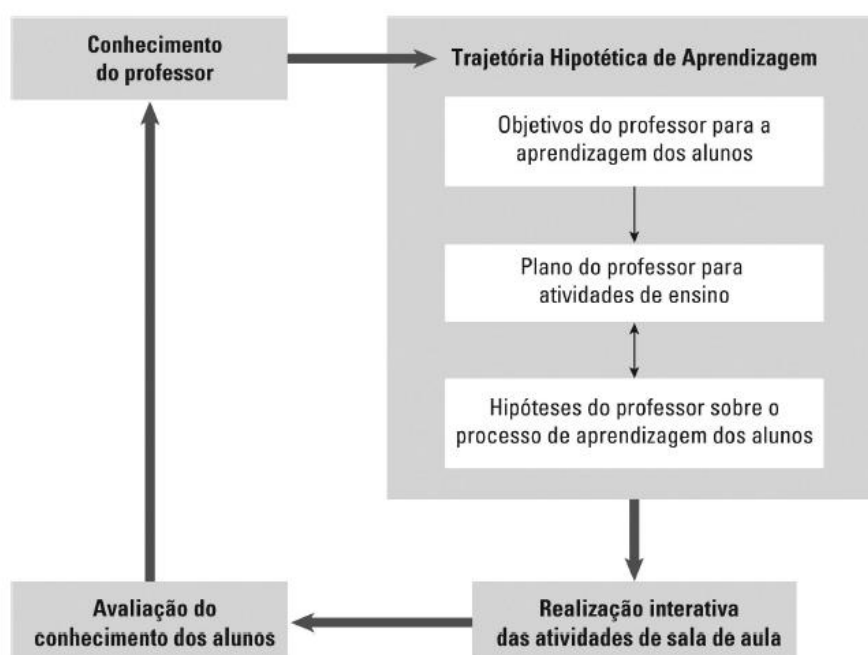 Conhecimento
do professor
Trajetória Hipotética de Aprendizagem
Objetivos do professor para a
aprendizagem dos alunos
Plano do professor para
atividades de ensino
Hipóteses do professor sobre o
processo de aprendizagem dos alunos
Avaliação do
conhecimento dos alunos
Realização interativa
das atividades de sala de aula